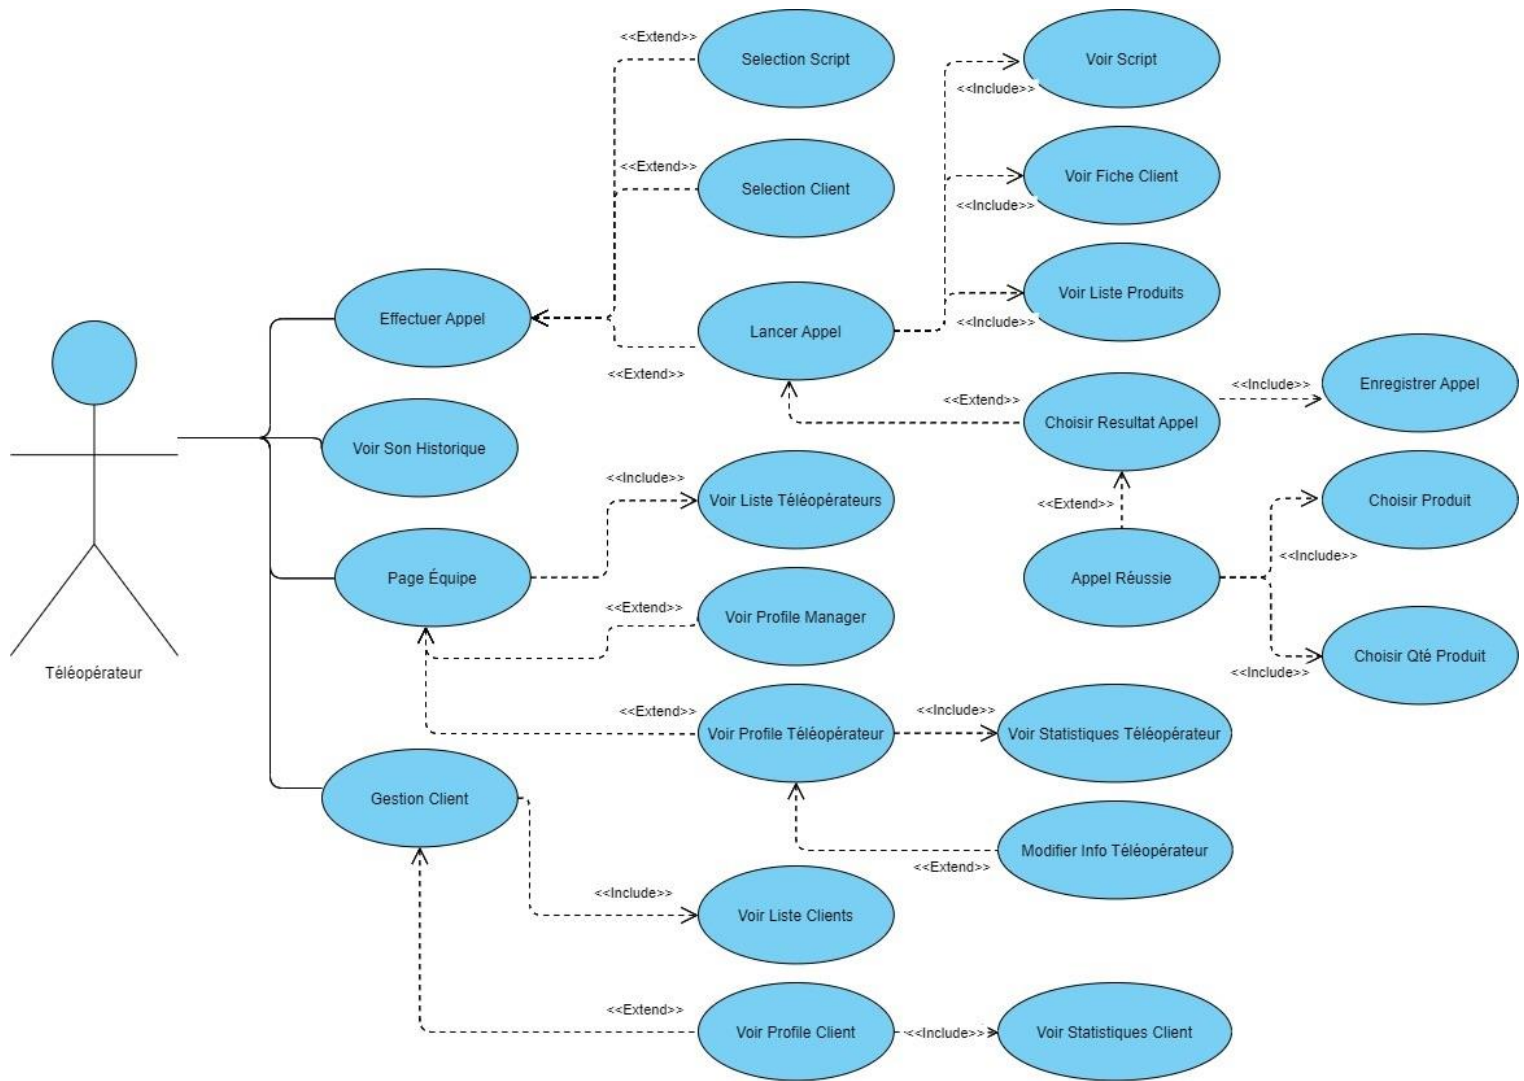 <<Extend>>
Selection Script
Voir Script
<<Include>>
<<Extend>>
Selection Client
Voir Fiche Client
<<Include>>
Effectuer Appel
Lancer Appel
Voir Liste Produits
<<Include>>
<<Extend>>
<<Extend>>
Choisir Resultat Appel
<<Include>>
Enregistrer Appel
Voir Son Historique
<<Include>>
Voir Liste Téléopérateurs
<<Extend>>
Choisir Produit
<<Include>>
Page Équipe
Appel Réussie
<<Extend>>
Voir Profile Manager
Choisir Qté Produit
<<Include>>
Téléopérateur
<<Extend>>
Voir Profile Téléopérateur
<<Include>>
Voir Statistiques Téléopérateur
Gestion Client
Modifier Info Téléopérateur
<<Extend>>
<<Include>>
Voir Liste Clients
<<Extend>>
Voir Profile Client
<<Include>>
Voir Statistiques Client